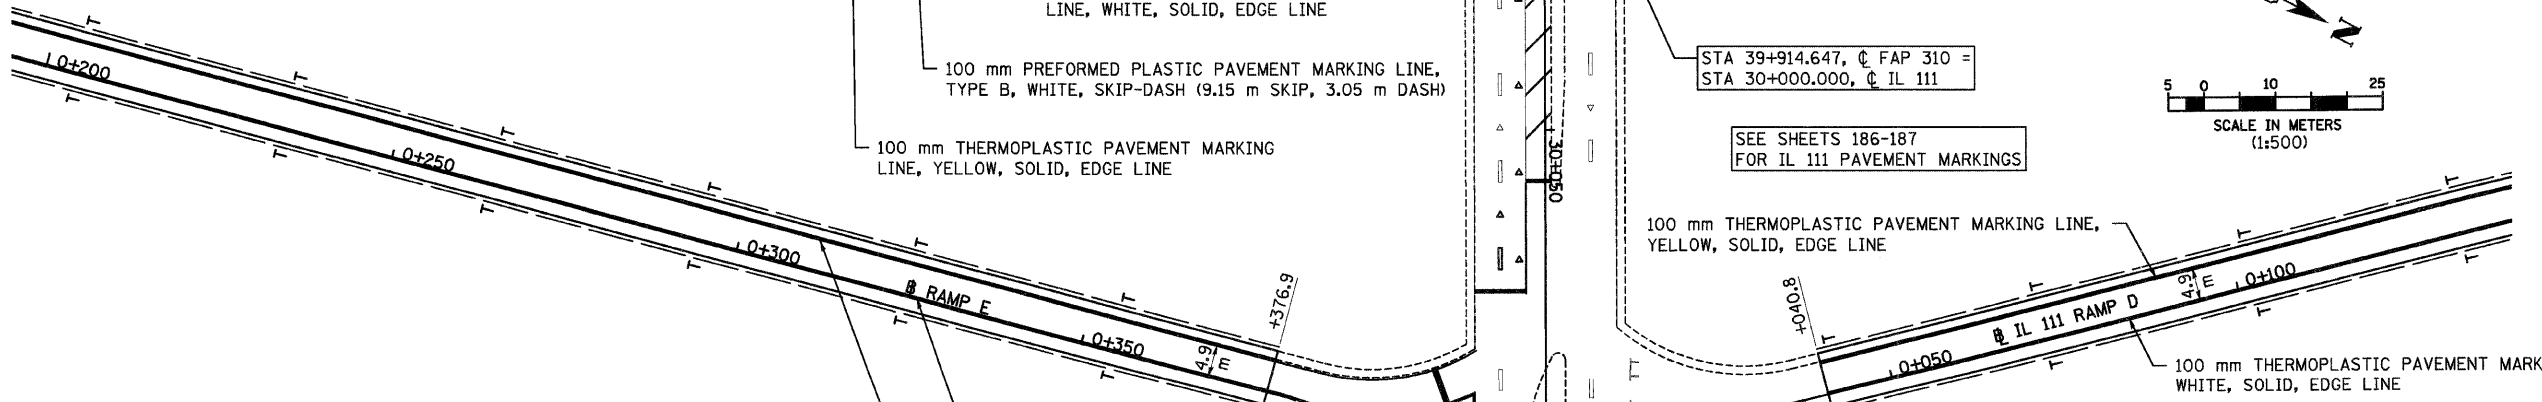 LINE, WHITE, SOLID, EDGE LINE
100 mm PREFORMED PLASTIC PAVEMENT MARKING LINE,
TYPE B, WHITE, SKIP-DASH (9.15 m SKIP, 3.05 m DASH)
100 mm THERMOPLASTIC PAVEMENT MARKING
LINE, YELLOW, SOLID, EDGE LINE
STA 39+914.647, ℄ FAP 310 =
STA 30+000.000, ℄ IL 111
N
5 0 10 25
SCALE IN METERS
(1:500)
SEE SHEETS 186-187
FOR IL 111 PAVEMENT MARKINGS
30+050
100 mm THERMOPLASTIC PAVEMENT MARKING LINE,
YELLOW, SOLID, EDGE LINE
100 mm THERMOPLASTIC PAVEMENT MARK
WHITE, SOLID, EDGE LINE
0+200
0+250
0+300
RAMP E
0+350
4.9 m
+376.9
+040.8
0+050
IL 111 RAMP D
4.9 m
0+100
T T T T T T
T T T T T T
T T T T
T T T